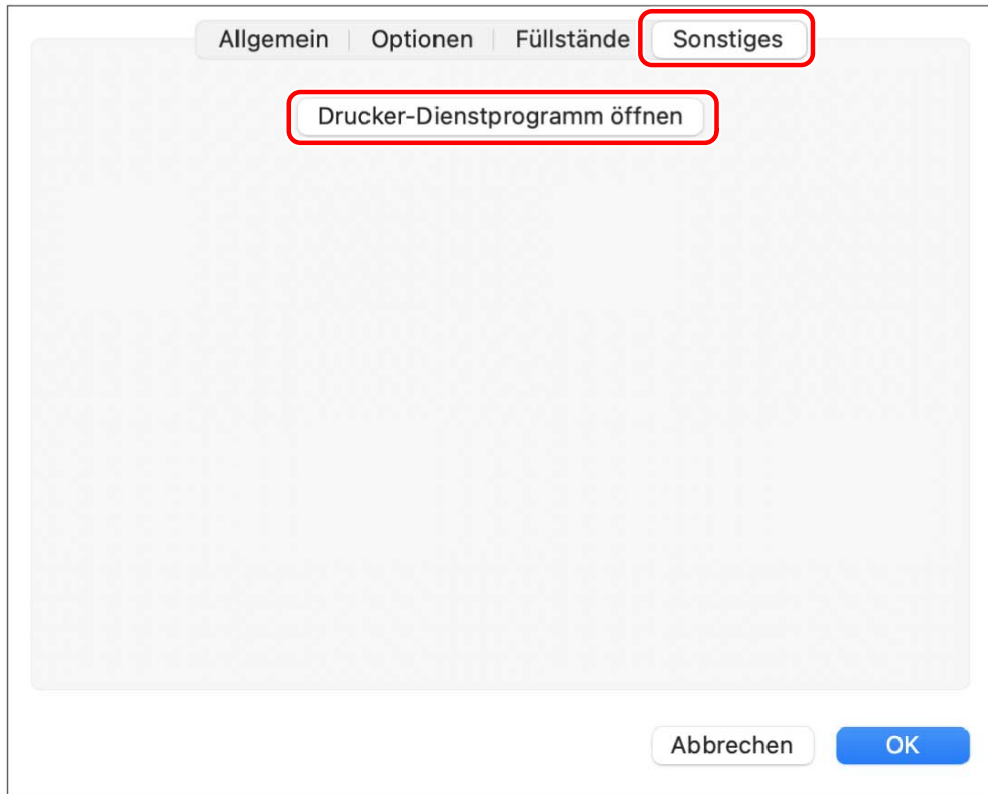 Allgemein Optionen Füllstände Sonstiges
Drucker-Dienstprogramm öffnen
Abbrechen OK